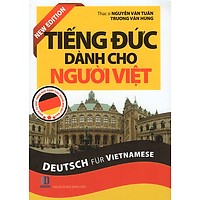 Thạc sĩ NGUYỄN VĂN TUẤN
TRƯƠNG VĂN HÙNG
NEW EDITION
TIẾNG ĐỨC
DÀNH CHO
NGƯỜI VIỆT
DEUTSCH FÜR VIETNAMESE